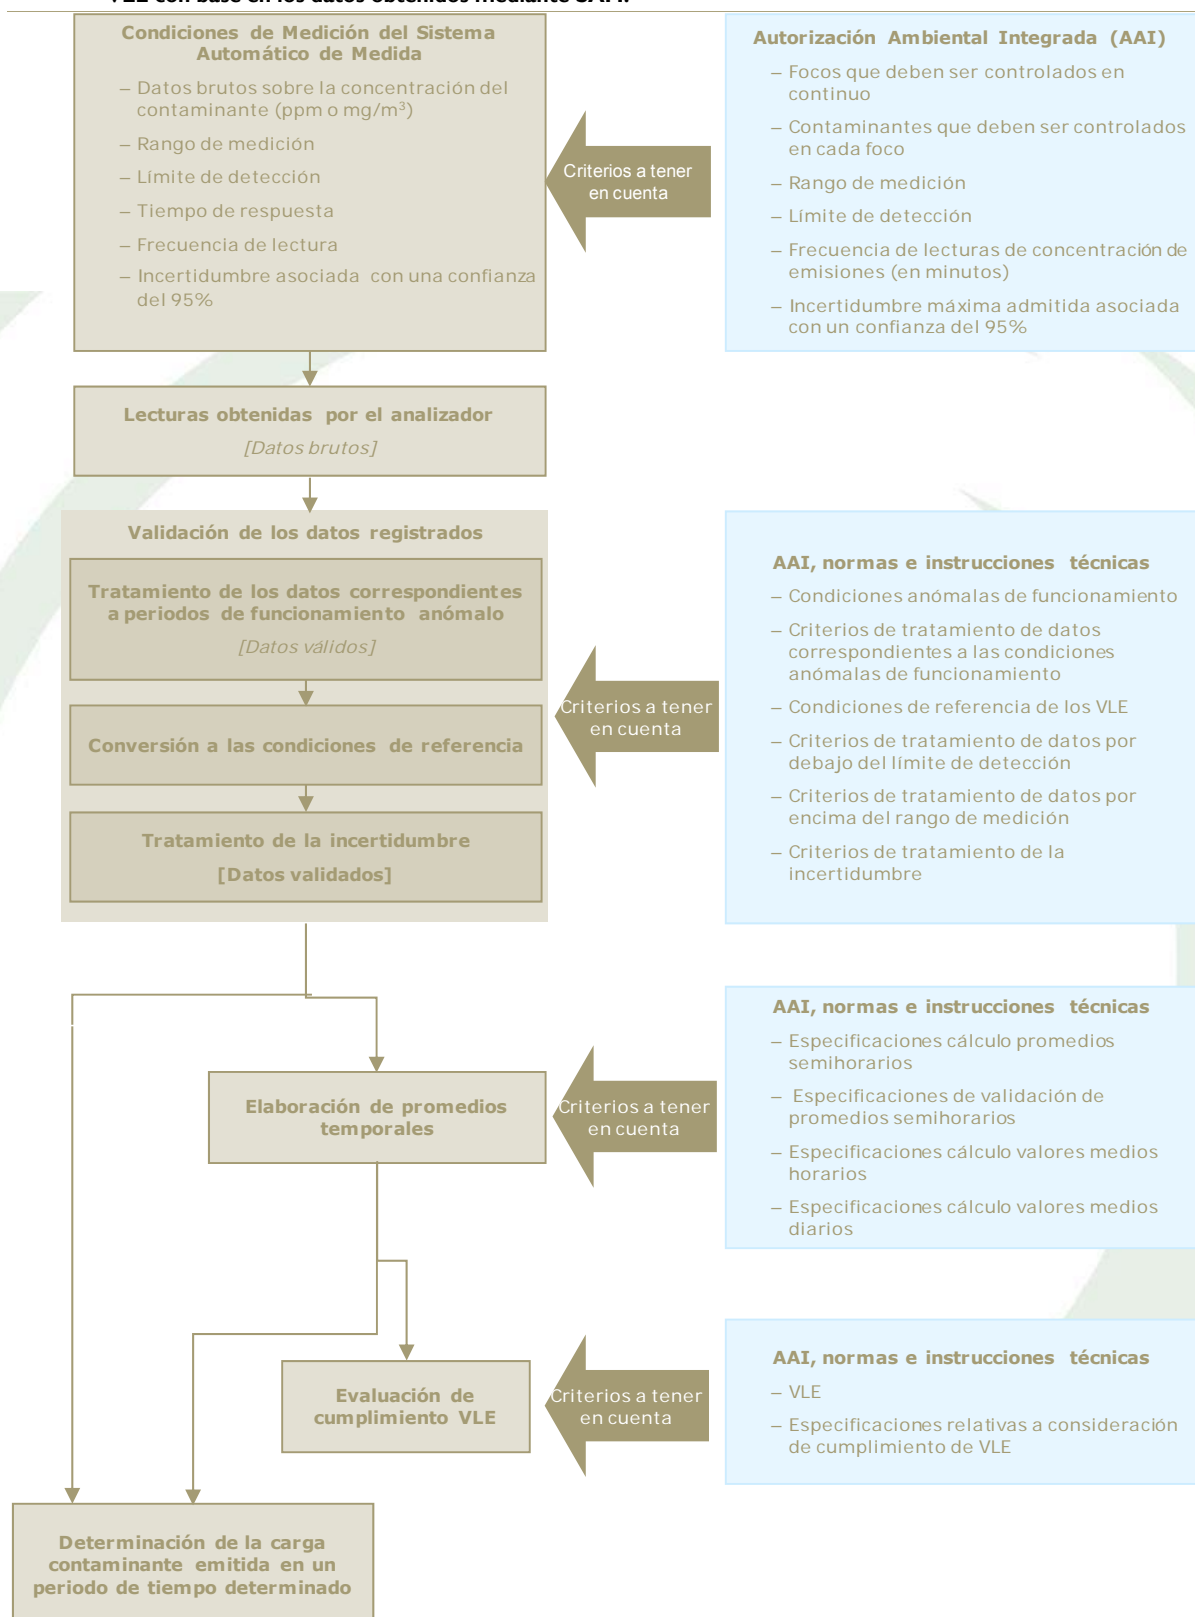 VLE con base en los datos obtenidos mediante SAM.
Condiciones de Medición del Sistema
Automático de Medida
– Datos brutos sobre la concentración del
contaminante (ppm o mg/m³)
– Rango de medición
– Límite de detección
– Tiempo de respuesta
– Frecuencia de lectura
– Incertidumbre asociada con una confianza
del 95%
Criterios a tener
en cuenta
Autorización Ambiental Integrada (AAI)
– Focos que deben ser controlados en
continuo
– Contaminantes que deben ser controlados
en cada foco
– Rango de medición
– Límite de detección
– Frecuencia de lecturas de concentración de
emisiones (en minutos)
– Incertidumbre máxima admitida asociada
con un confianza del 95%
Lecturas obtenidas por el analizador
[Datos brutos]
Validación de los datos registrados
Tratamiento de los datos correspondientes
a periodos de funcionamiento anómalo
[Datos válidos]
Conversión a las condiciones de referencia
Tratamiento de la incertidumbre
[Datos validados]
Criterios a tener
en cuenta
AAI, normas e instrucciones técnicas
– Condiciones anómalas de funcionamiento
– Criterios de tratamiento de datos
correspondientes a las condiciones
anómalas de funcionamiento
– Condiciones de referencia de los VLE
– Criterios de tratamiento de datos por
debajo del límite de detección
– Criterios de tratamiento de datos por
encima del rango de medición
– Criterios de tratamiento de la
incertidumbre
Elaboración de promedios
temporales
Criterios a tener
en cuenta
AAI, normas e instrucciones técnicas
– Especificaciones cálculo promedios
semihorarios
– Especificaciones de validación de
promedios semihorarios
– Especificaciones cálculo valores medios
horarios
– Especificaciones cálculo valores medios
diarios
Evaluación de
cumplimiento VLE
Criterios a tener
en cuenta
AAI, normas e instrucciones técnicas
– VLE
– Especificaciones relativas a consideración
de cumplimiento de VLE
Determinación de la carga
contaminante emitida en un
periodo de tiempo determinado